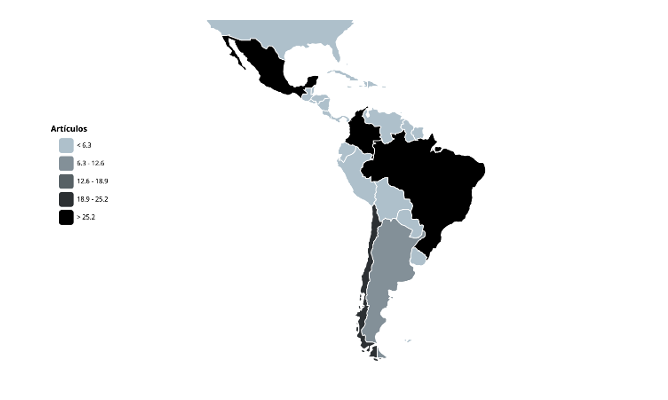 Artículos
< 6.3
6.3 - 12.6
12.6 - 18.9
18.9 - 25.2
> 25.2